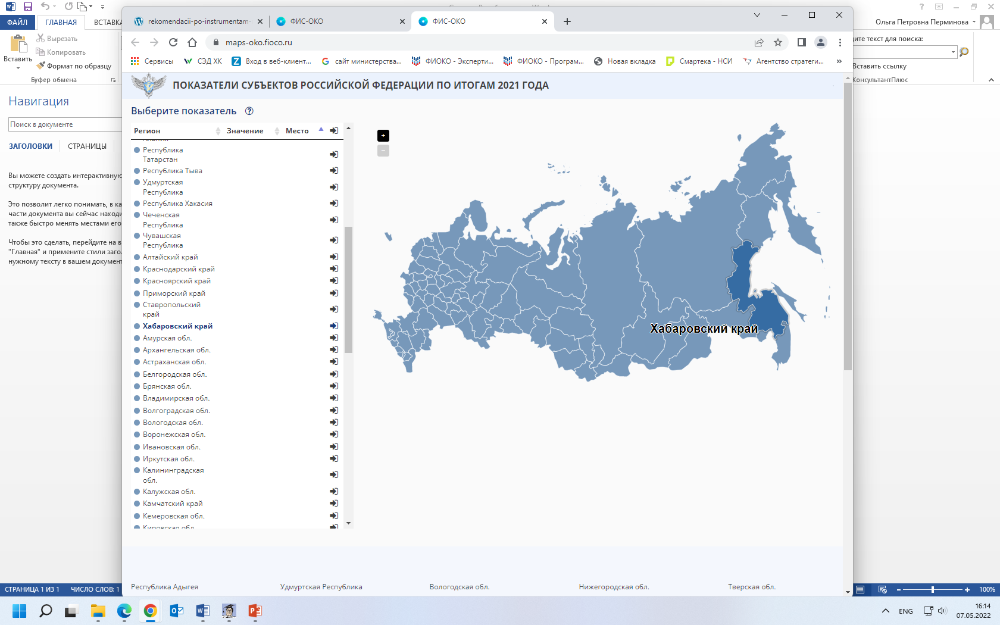 ФАЙЛ
ГЛАВНАЯ
ВСТАВКА
Ольга Петровна Перминова
Вставить
Вырезать
Копировать
Формат по образцу
Буфер обмена
Навигация
Поиск в документе
ЗАГОЛОВКИ
СТРАНИЦЫ
Вы можете создать интерактивную
структуру документа.
Это позволит легко понимать, в ка
части документа вы сейчас находи
также быстро менять местами его
Чтобы это сделать, перейдите на в
"Главная" и примените стили заго
нужному тексту в вашем документ
rekomendacii-po-instrumentam-
ФИС-ОКО
ФИС-ОКО
maps-oko.fioco.ru
Сервисы
СЭД ХК
Вход в веб-клиент...
сайт министерства...
ФИОКО - Эксперти...
ФИОКО - Програм...
Новая вкладка
Смартека - НСИ
Агентство стратеги...
»
ите текст для поиска:
Вставить ссылку
КонсультантПлюс
ПОКАЗАТЕЛИ СУБЪЕКТОВ РОССИЙСКОЙ ФЕДЕРАЦИИ ПО ИТОГАМ 2021 ГОДА
Выберите показатель ?
Регион Значение Место
Республика
Татарстан
Республика Тыва
Удмуртская
Республика
Республика Хакасия
Чеченская
Республика
Чувашская
Республика
Алтайский край
Краснодарский край
Красноярский край
Приморский край
Ставропольский
край
Хабаровский край
Амурская обл.
Архангельская обл.
Астраханская обл.
Белгородская обл.
Брянская обл.
Владимирская обл.
Волгоградская обл.
Вологодская обл.
Воронежская обл.
Ивановская обл.
Иркутская обл.
Калининградская
обл.
Калужская обл.
Камчатский край
Кемеровская обл.
Кировская обл.
+
−
Хабаровский край
Республика Адыгея
Удмуртская Республика
Вологодская обл.
Нижегородская обл.
Тверская обл.
СТРАНИЦА 1 ИЗ 1
ЧИСЛО СЛОВ: 1
100%
ENG
16:14
07.05.2022